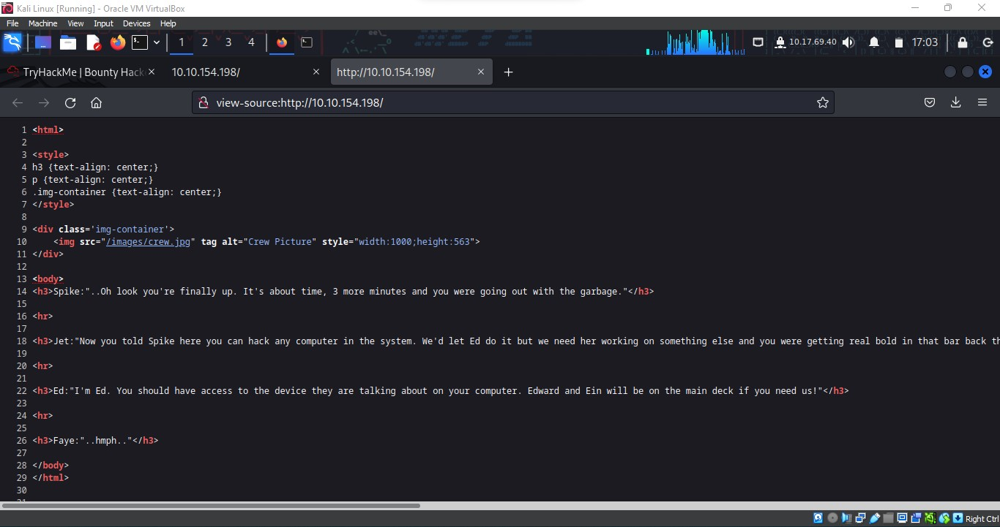 Kali Linux [Running] - Oracle VM VirtualBox
File Machine View Input Devices Help
1 2 3 4 10.17.69.40 17:03
TryHackMe | Bounty Hack 10.10.154.198/ http://10.10.154.198/
view-source:http://10.10.154.198/
1 <html>
2
3 <style>
4 h3 {text-align: center;}
5 p {text-align: center;}
6 .img-container {text-align: center;}
7 </style>
8
9 <div class='img-container'>
10 <img src="/images/crew.jpg" tag alt="Crew Picture" style="width:1000;height:563">
11 </div>
12
13 <body>
14 <h3>Spike:"..Oh look you're finally up. It's about time, 3 more minutes and you were going out with the garbage."</h3>
15
16 <hr>
17
18 <h3>Jet:"Now you told Spike here you can hack any computer in the system. We'd let Ed do it but we need her working on something else and you were getting real bold in that bar back th
19
20 <hr>
21
22 <h3>Ed:"I'm Ed. You should have access to the device they are talking about on your computer. Edward and Ein will be on the main deck if you need us!"</h3>
23
24 <hr>
25
26 <h3>Faye:"..hmph.."</h3>
27
28 </body>
29 </html>
30
31
Right Ctrl